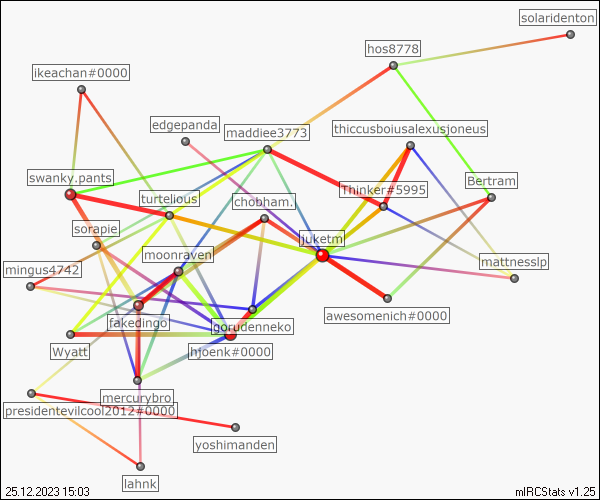 solaridenton
hos8778
ikeachan#0000
edgepanda
maddiee3773
thiccusboiusalexusjoneus
swanky.pants
Bertram
Thinker#5995
turtelious
chobham.
sorapie
juketm
moonraven
mattnesslp
mingus4742
awesomenich#0000
fakedingo
gorudenneko
Wyatt
hjoenk#0000
mercurybro
presidentevilcool2012#0000
yoshimanden
lahnk
25.12.2023 15:03
mIRCStats v1.25